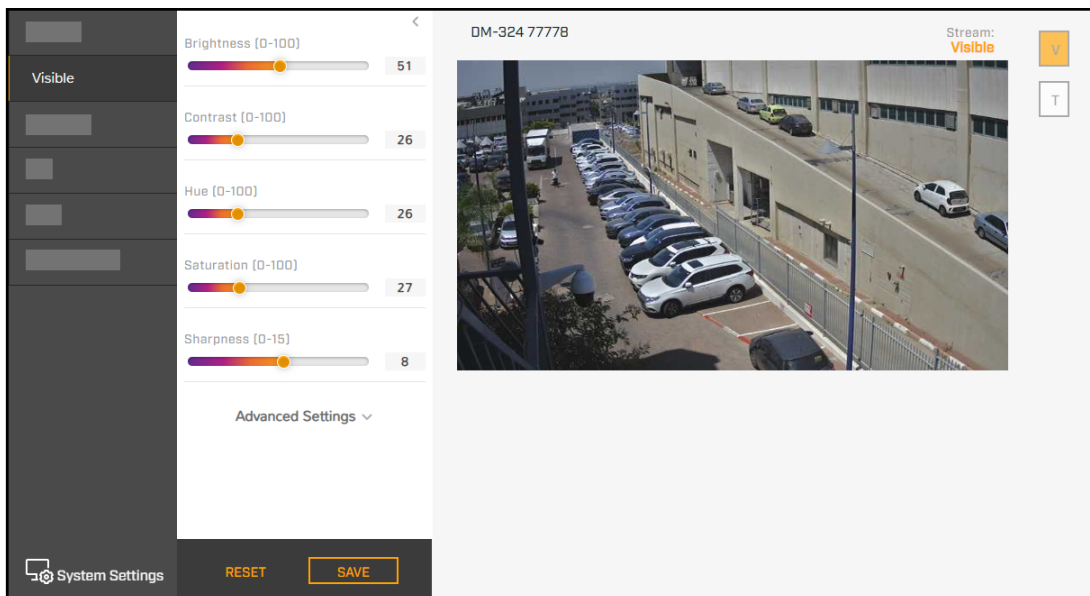 Visible
System Settings
Brightness (0-100)
51
Contrast (0-100)
26
Hue (0-100)
26
Saturation (0-100)
27
Sharpness (0-15)
8
Advanced Settings
RESET
SAVE
DM-324 77778
Stream:
Visible
V
T